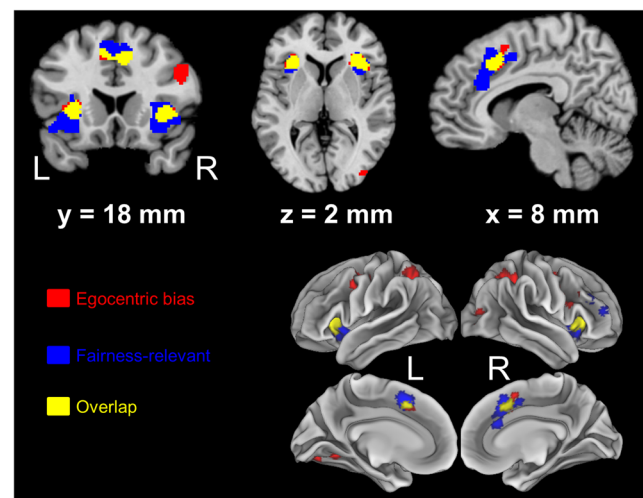 L R
y = 18 mm z = 2 mm x = 8 mm
Egocentric bias
Fairness-relevant
Overlap
L R